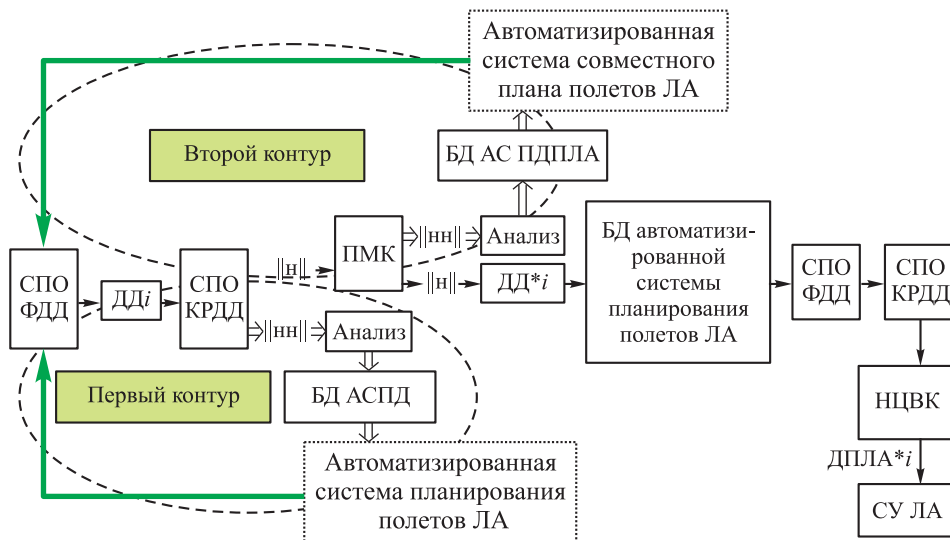 Автоматизированная
система совместного
плана полетов ЛА
Второй контур
БД АС ПДПЛА
СПО
ФДД
ДДi
СПО
КРДД
||н||
ПМК
||нн||
Анализ
||н||
ДД*i
БД автоматизи-
рованной
системы
планирования
полетов ЛА
СПО
ФДД
СПО
КРДД
||нн||
Анализ
Первый контур
БД АСПД
НЦВК
ДПЛА*i
СУ ЛА
Автоматизированная
система планирования
полетов ЛА